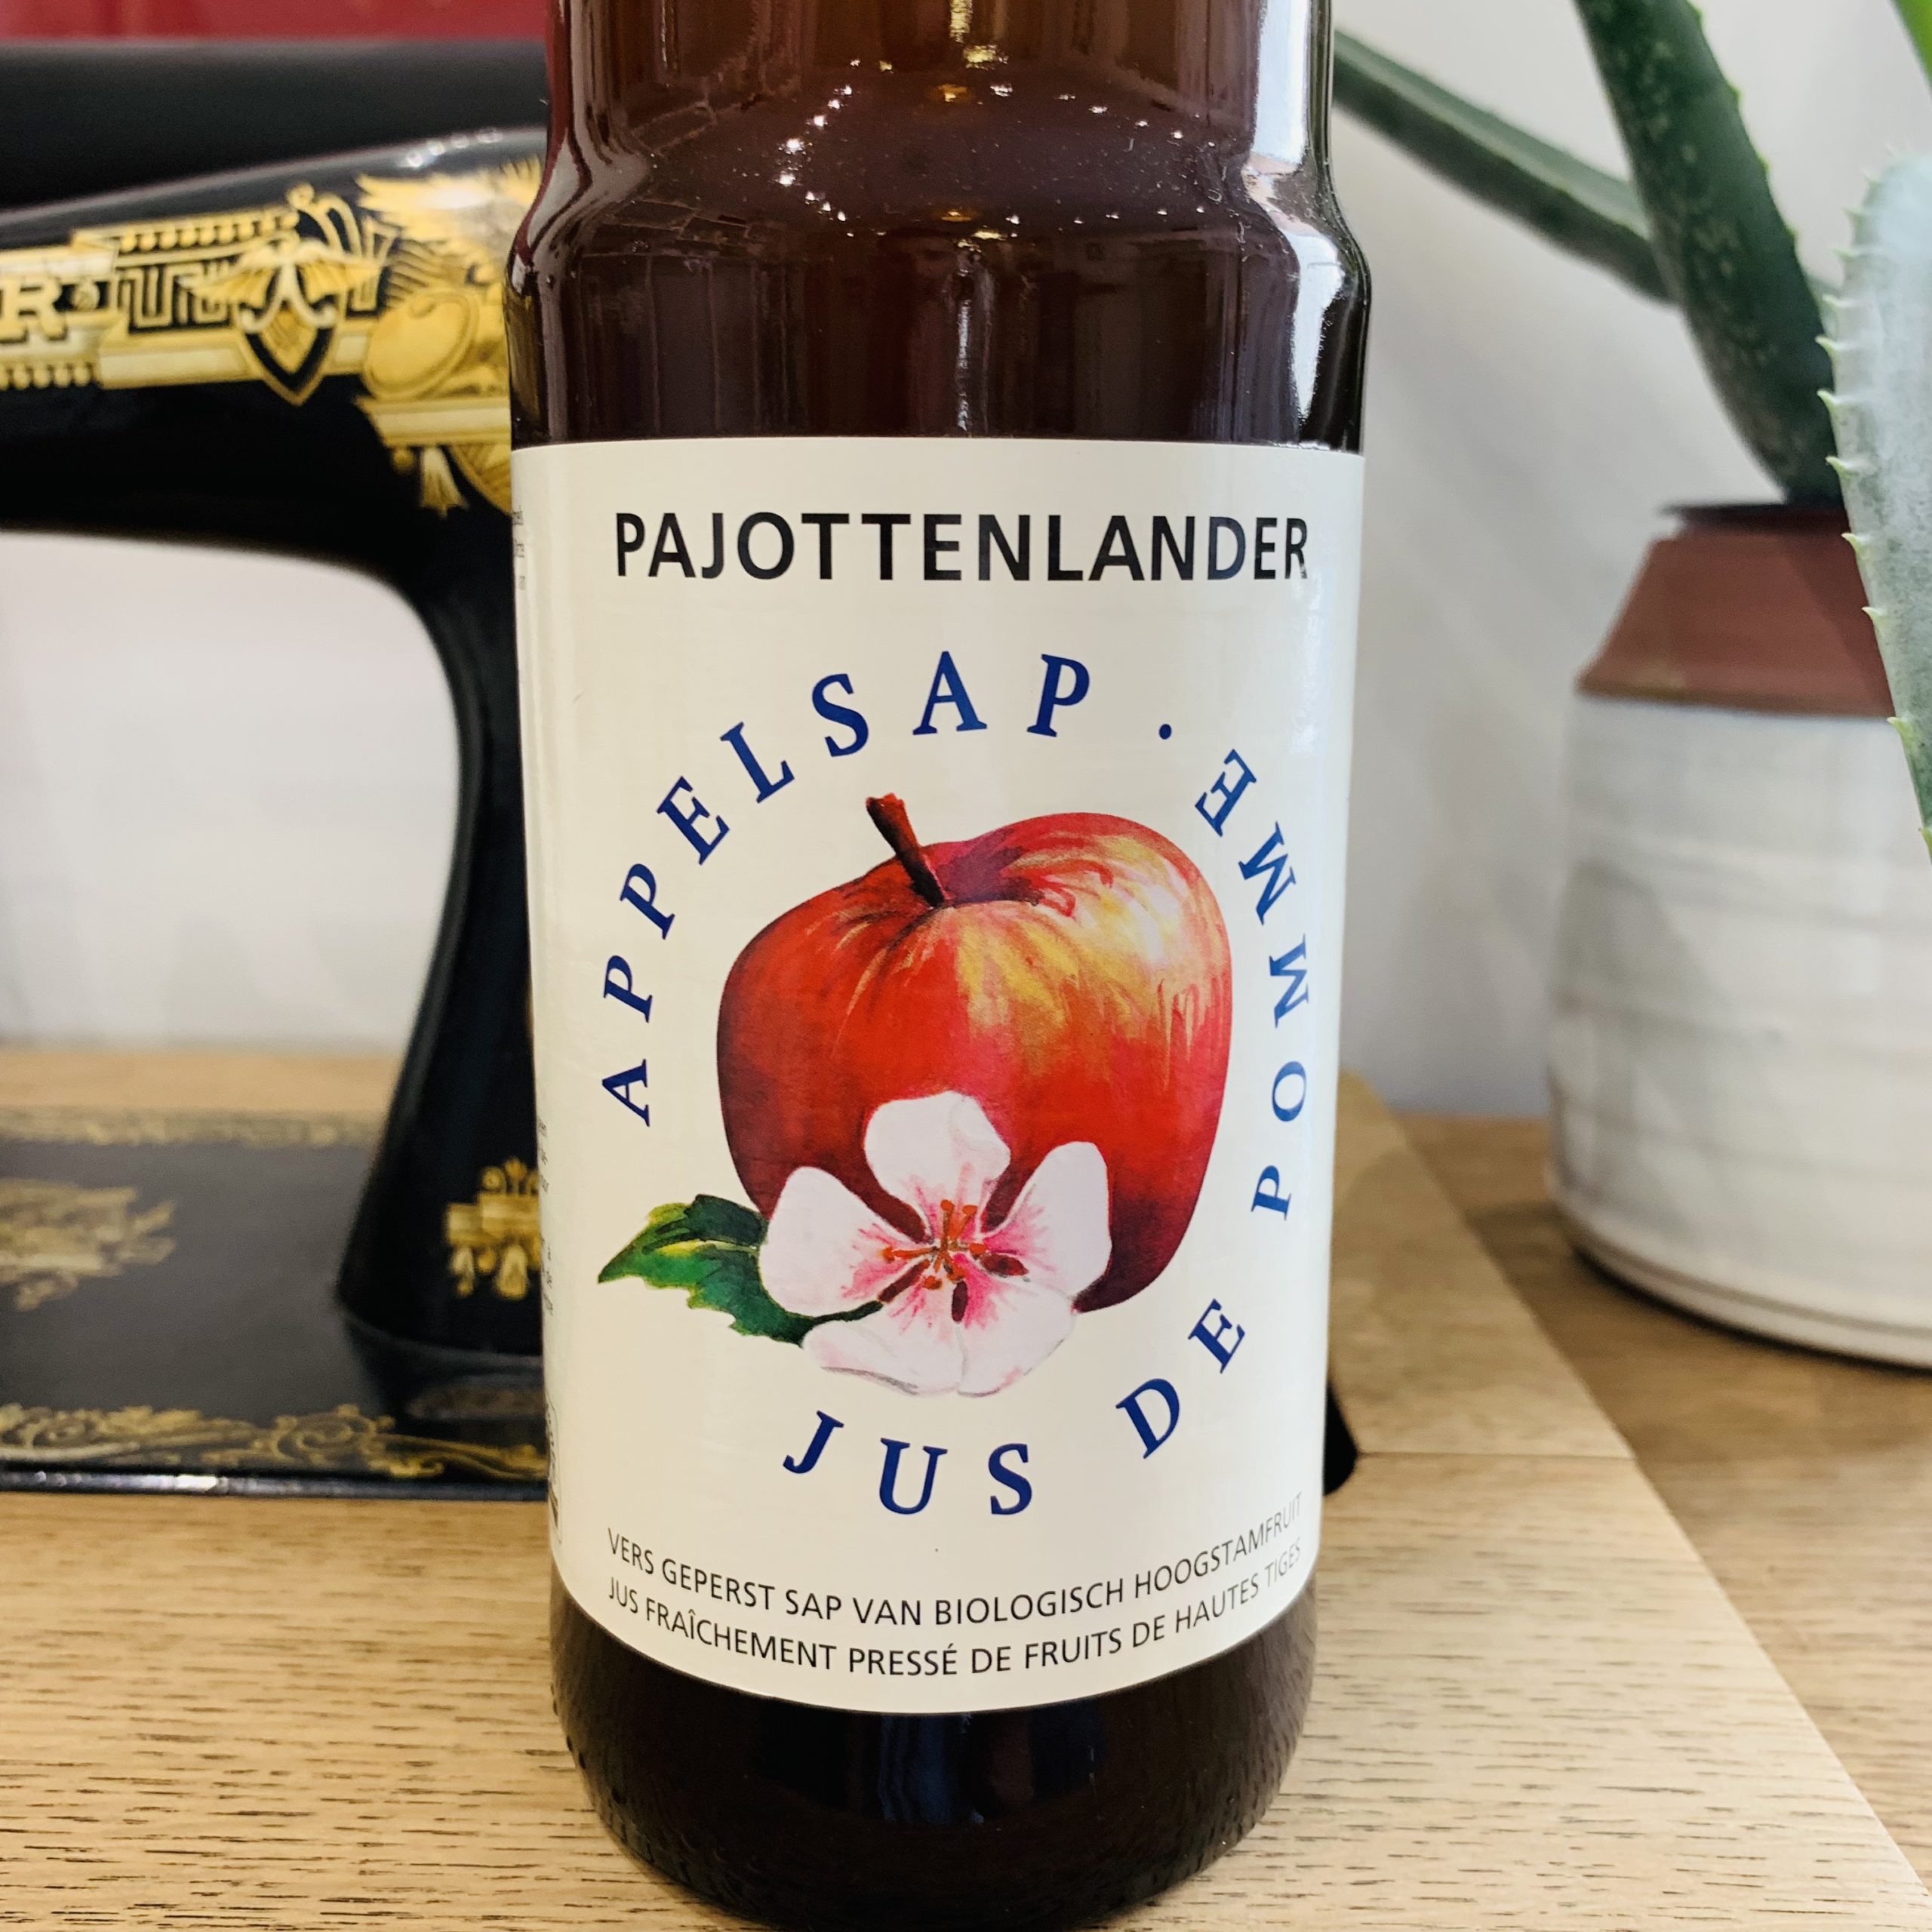 PAJOTTENLANDER
APPELSAP . JUS DE POMME
VERS GEPERST SAP VAN BIOLOGISCH HOOGSTAMFRUIT
JUS FRAÎCHEMENT PRESSÉ DE FRUITS DE HAUTES TIGES